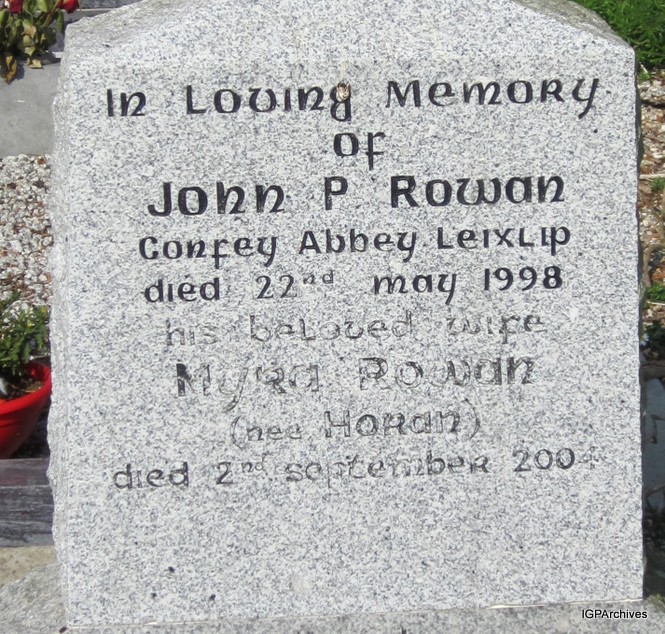 In Loving Memory
of
John P Rowan
Confey Abbey Leixlip
died 22nd may 1998
his beloved wife
Myra Rowan
(nee Horan)
died 2nd september 2004
IGPArchives